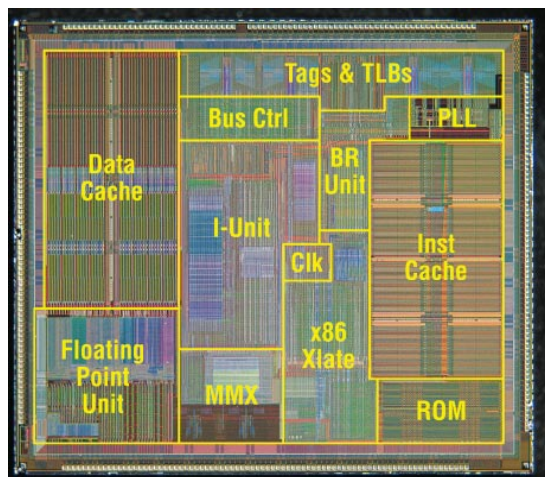 Tags & TLBs
Bus Ctrl
PLL
Data
Cache
BR
Unit
I-Unit
Inst
Cache
Clk
x86
Xlate
Floating
Point
Unit
MMX
ROM